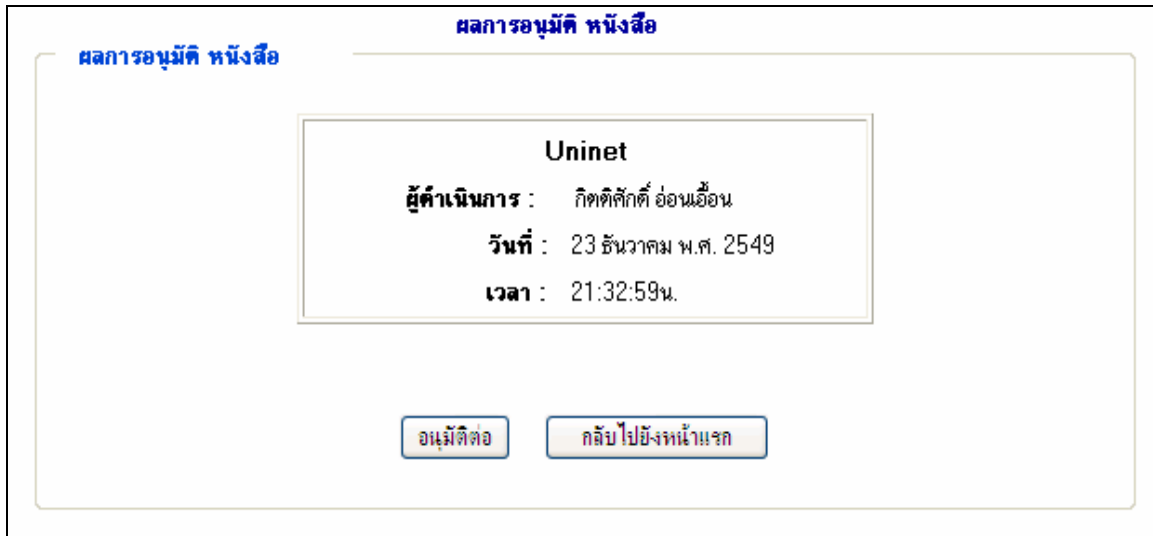 ผลการอนุมัติ หนังสือ
ผลการอนุมัติ หนังสือ
Uninet
ผู้ดำเนินการ : กิตติศักดิ์ อ่อนเอื้อน
วันที่ : 23 ธันวาคม พ.ศ. 2549
เวลา : 21:32:59น.
อนุมัติต่อ กลับไปยังหน้าแรก